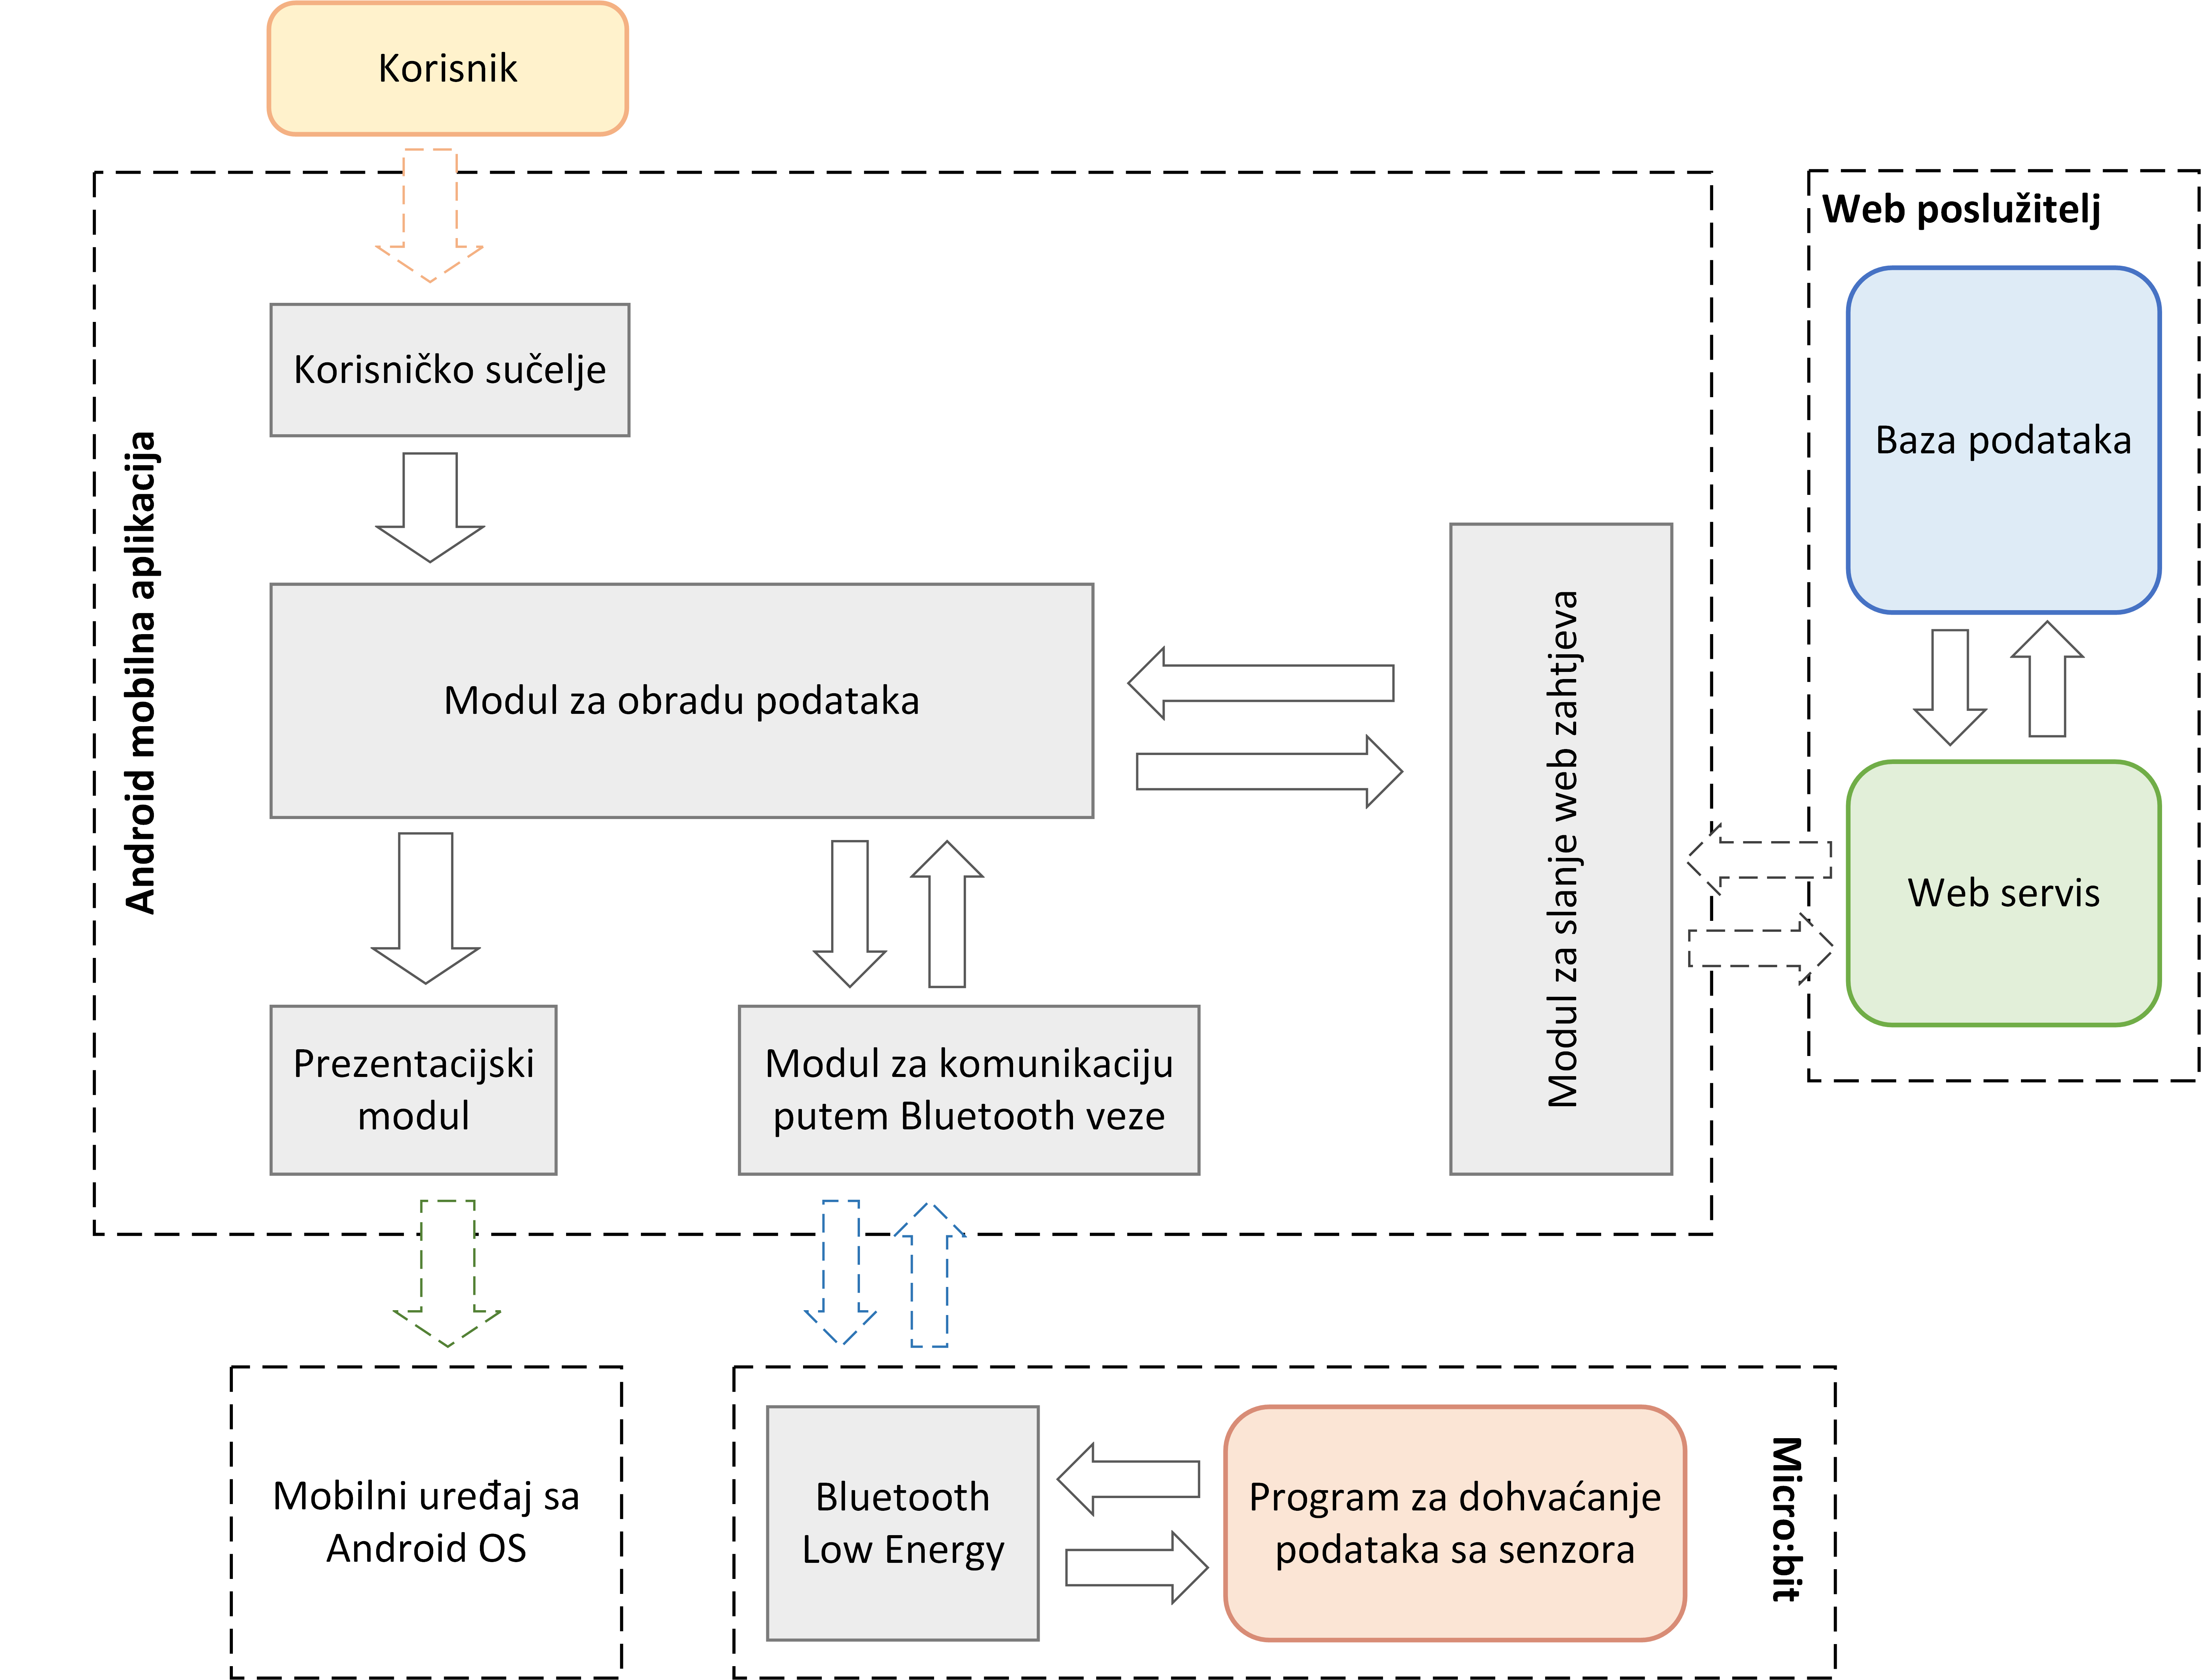 Korisnik
Web poslužitelj
Korisničko sučelje
Baza podataka
Android mobilna aplikacija
Modul za obradu podataka
Modul za slanje web zahtjeva
Web servis
Prezentacijski
modul
Modul za komunikaciju
putem Bluetooth veze
Mobilni uređaj sa
Android OS
Bluetooth
Low Energy
Program za dohvaćanje
podataka sa senzora
Micro:bit